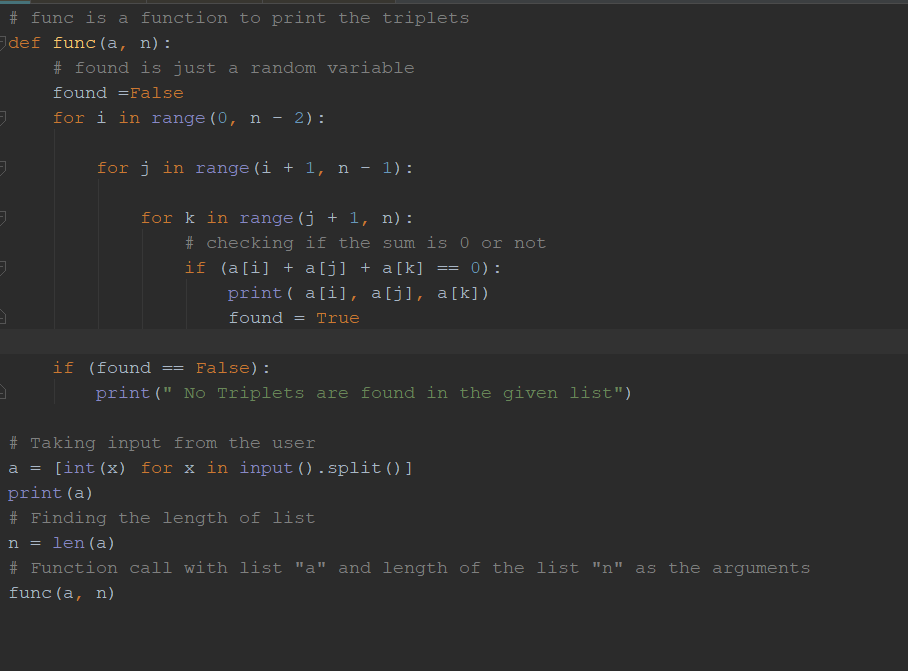 # func is a function to print the triplets
def func(a, n):
    # found is just a random variable
    found =False
    for i in range(0, n - 2):
        for j in range(i + 1, n - 1):
            for k in range(j + 1, n):
                # checking if the sum is 0 or not
                if (a[i] + a[j] + a[k] == 0):
                    print( a[i], a[j], a[k])
                    found = True
    if (found == False):
        print(" No Triplets are found in the given list")
# Taking input from the user
a = [int(x) for x in input().split()]
print(a)
# Finding the length of list
n = len(a)
# Function call with list "a" and length of the list "n" as the arguments
func(a, n)